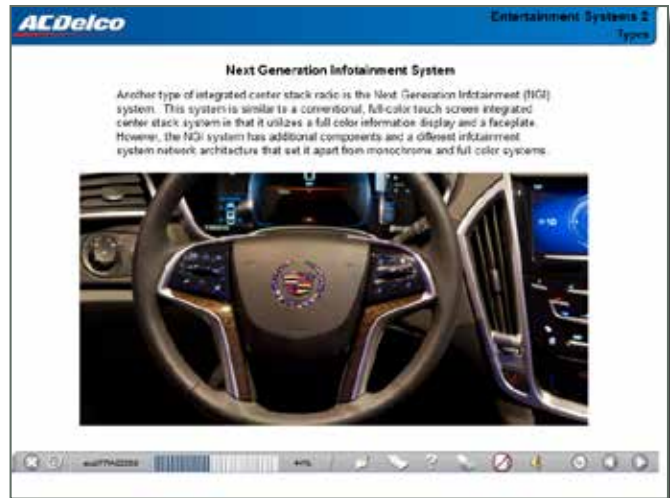 ACDelco
Entertainment Systems 2
Types
Next Generation Infotainment System
Another type of integrated center stack radio is the Next Generation Infotainment (NGI)
system. This system is similar to a conventional, full-color touch screen integrated
center stack system in that it utilizes a full color information display and a faceplate.
However, the NGI system has additional components and a different infotainment
system network architecture that set it apart from monochrome and full color systems.